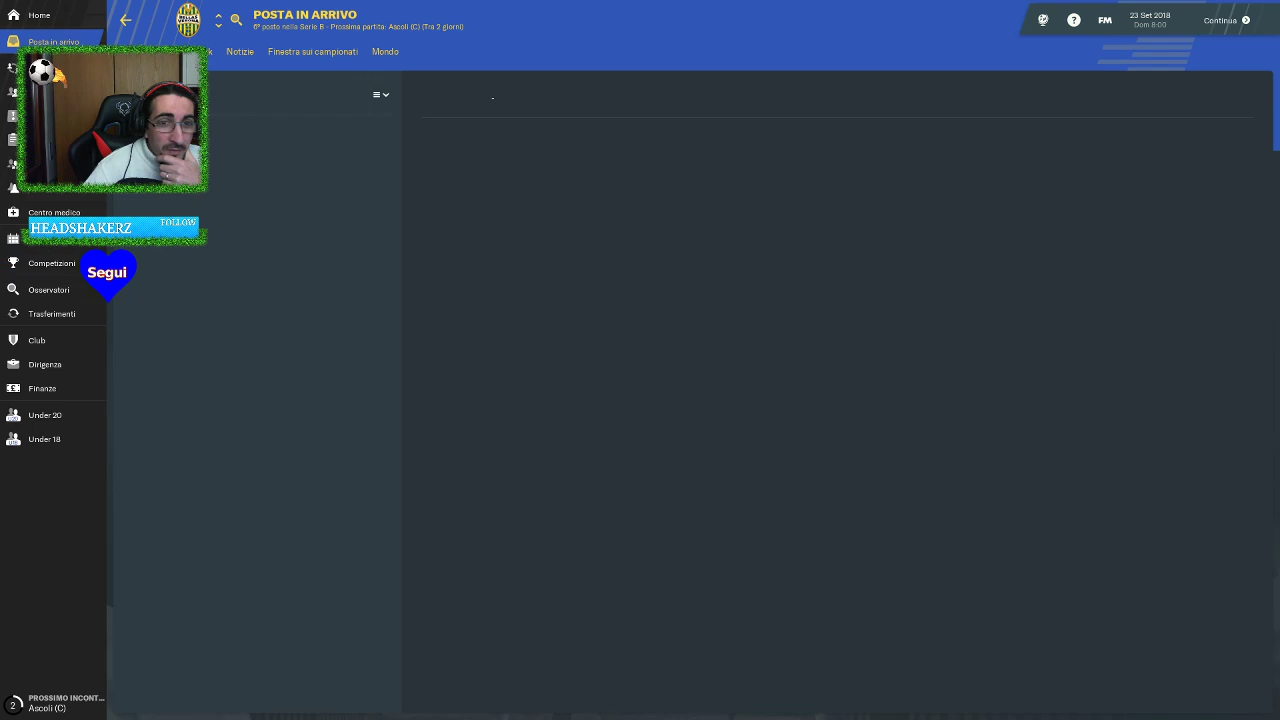 Home
Posta in arrivo
POSTA IN ARRIVO
6° posto nella Serie B - Prossima partita: Ascoli (C) (Tra 2 giorni)
FM
23 Set 2018
Dom 8:00
Continua
k
Notizie
Finestra sui campionati
Mondo
Centro medico
HEADSHAKERZ
FOLLOW
Segui
Competizioni
Osservatori
Trasferimenti
Club
Dirigenza
Finanze
Under 20
Under 18
2
PROSSIMO INCONT...
Ascoli (C)